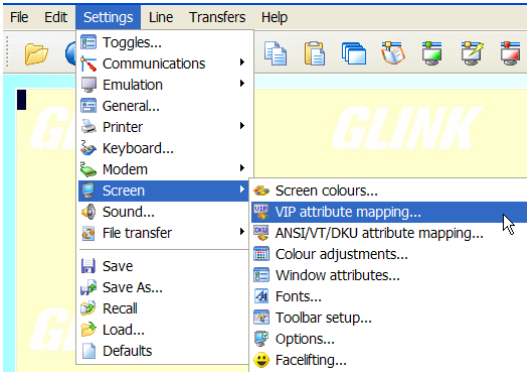 File Edit Settings Line Transfers Help
Toggles...
Communications
Emulation
General...
Printer
Keyboard...
Modem
Screen
Sound...
File transfer
Save
Save As...
Recall
Load...
Defaults
Screen colours...
VIP attribute mapping...
ANSI/VT/DKU attribute mapping...
Colour adjustments...
Window attributes...
Fonts...
Toolbar setup...
Options...
Facelifting...
GLINK